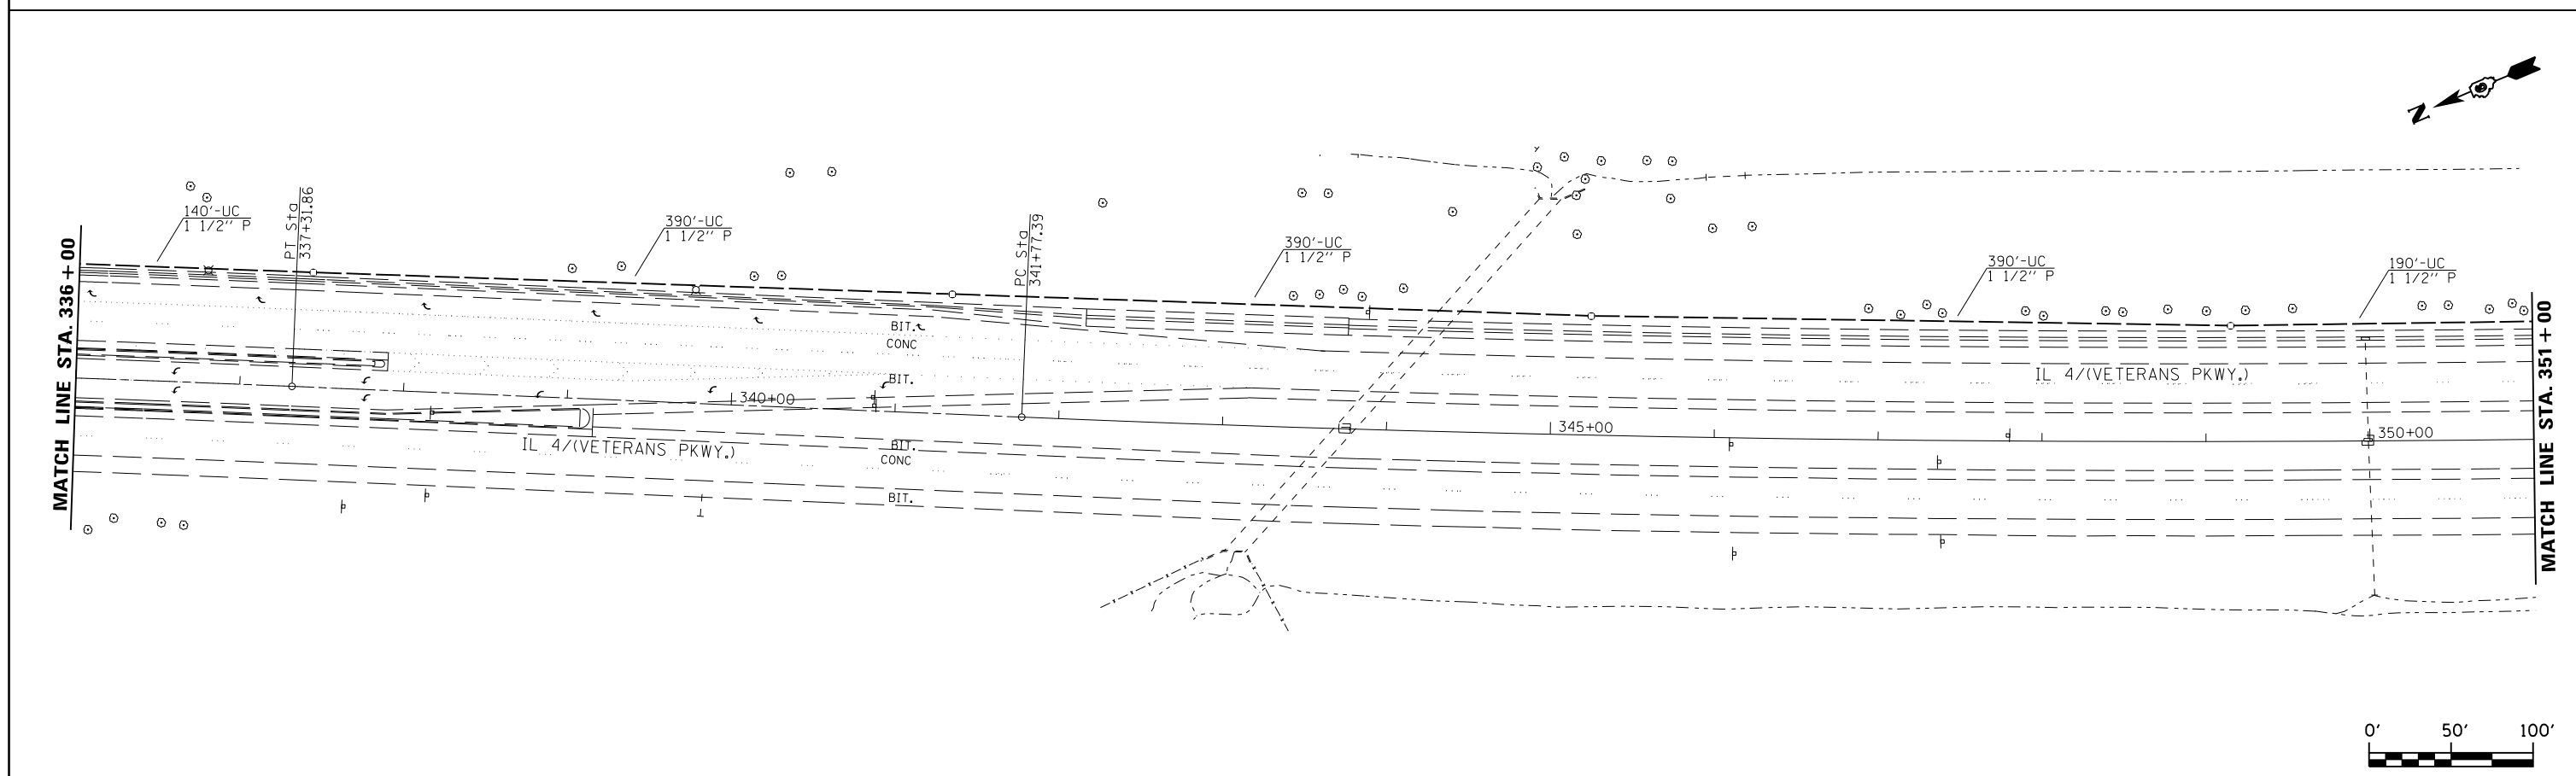 N
140'-UC
1 1/2" P
PT Sta
337+31.86
390'-UC
1 1/2" P
PC Sta
341+77.39
390'-UC
1 1/2" P
390'-UC
1 1/2" P
190'-UC
1 1/2" P
MATCH LINE STA. 336+00
BIT.
CONC
BIT.
340+00
IL 4/(VETERANS PKWY.)
BIT.
CONC
BIT.
345+00
IL 4/(VETERANS PKWY.)
350+00
MATCH LINE STA. 351+00
0' 50' 100'